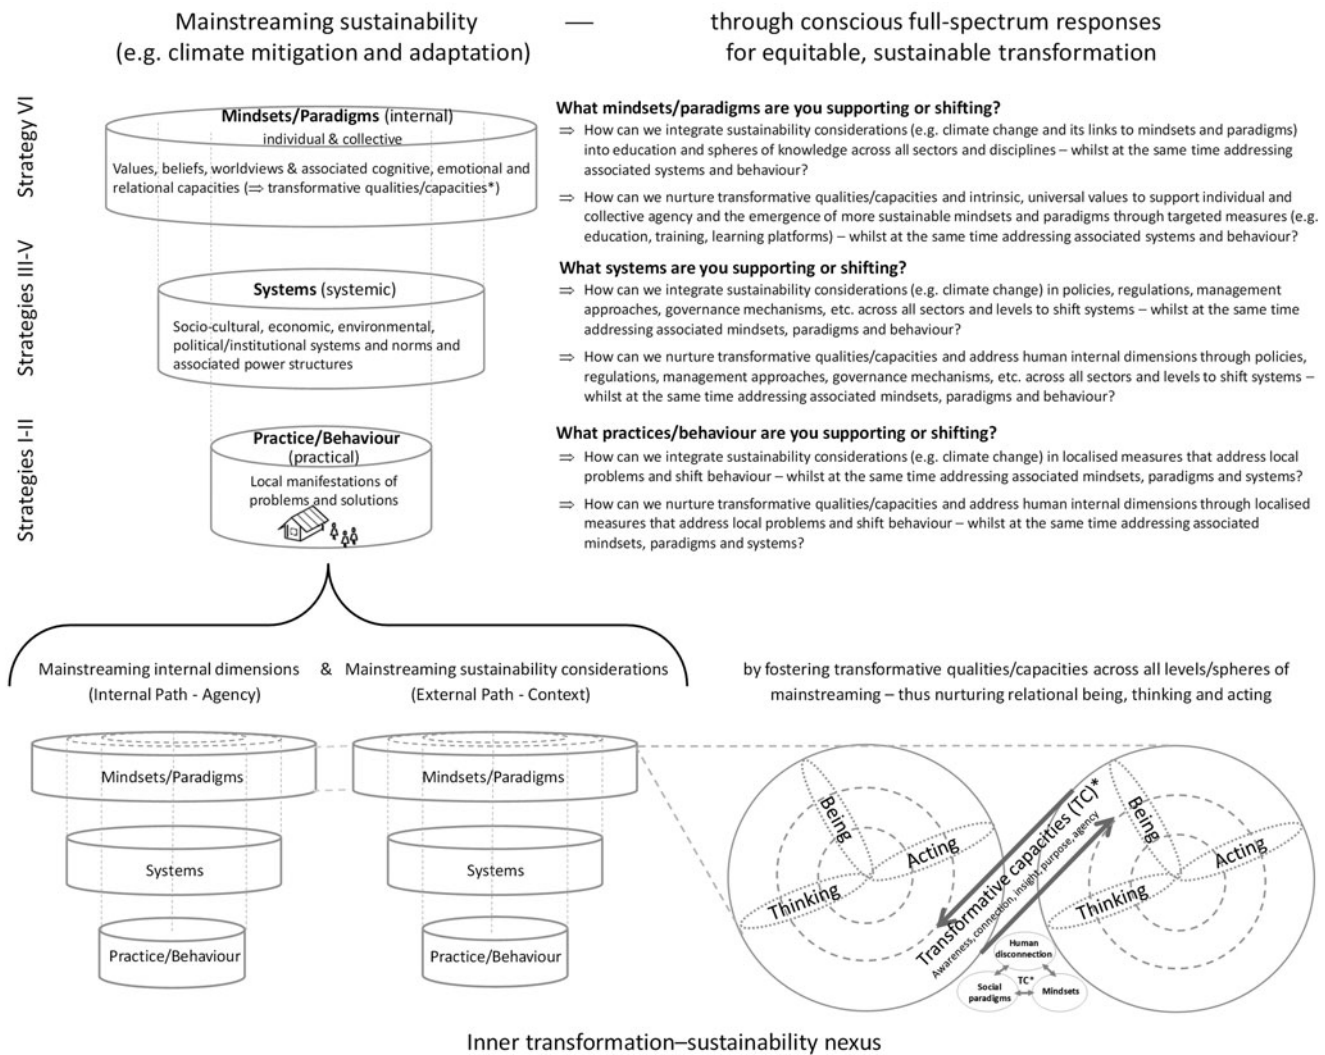 Mainstreaming sustainability — through conscious full-spectrum responses
(e.g. climate mitigation and adaptation) for equitable, sustainable transformation
Strategy VI
Mindsets/Paradigms (internal)
individual & collective
Values, beliefs, worldviews & associated cognitive, emotional and
relational capacities (⇒ transformative qualities/capacities*)
What mindsets/paradigms are you supporting or shifting?
⇒ How can we integrate sustainability considerations (e.g. climate change and its links to mindsets and paradigms)
into education and spheres of knowledge across all sectors and disciplines – whilst at the same time addressing
associated systems and behaviour?
⇒ How can we nurture transformative qualities/capacities and intrinsic, universal values to support individual and
collective agency and the emergence of more sustainable mindsets and paradigms through targeted measures (e.g.
education, training, learning platforms) – whilst at the same time addressing associated systems and behaviour?
Strategies III-V
Systems (systemic)
Socio-cultural, economic, environmental,
political/institutional systems and norms and
associated power structures
What systems are you supporting or shifting?
⇒ How can we integrate sustainability considerations (e.g. climate change) in policies, regulations, management
approaches, governance mechanisms, etc. across all sectors and levels to shift systems – whilst at the same time
addressing associated mindsets, paradigms and behaviour?
⇒ How can we nurture transformative qualities/capacities and address human internal dimensions through policies,
regulations, management approaches, governance mechanisms, etc. across all sectors and levels to shift systems –
whilst at the same time addressing associated mindsets, paradigms and behaviour?
Strategies I-II
Practice/Behaviour
(practical)
Local manifestations of
problems and solutions
What practices/behaviour are you supporting or shifting?
⇒ How can we integrate sustainability considerations (e.g. climate change) in localised measures that address local
problems and shift behaviour – whilst at the same time addressing associated mindsets, paradigms and systems?
⇒ How can we nurture transformative qualities/capacities and address human internal dimensions through localised
measures that address local problems and shift behaviour – whilst at the same time addressing associated
mindsets, paradigms and systems?
Mainstreaming internal dimensions & Mainstreaming sustainability considerations
(Internal Path - Agency) (External Path - Context)
by fostering transformative qualities/capacities across all levels/spheres of
mainstreaming – thus nurturing relational being, thinking and acting
Mindsets/Paradigms
Systems
Practice/Behaviour
Mindsets/Paradigms
Systems
Practice/Behaviour
Being
Acting
Thinking
Transformative capacities (TC)*
Awareness, connection, insight, purpose, agency
Being
Acting
Thinking
Human
disconnection
TC*
Social
paradigms
Mindsets
Inner transformation–sustainability nexus